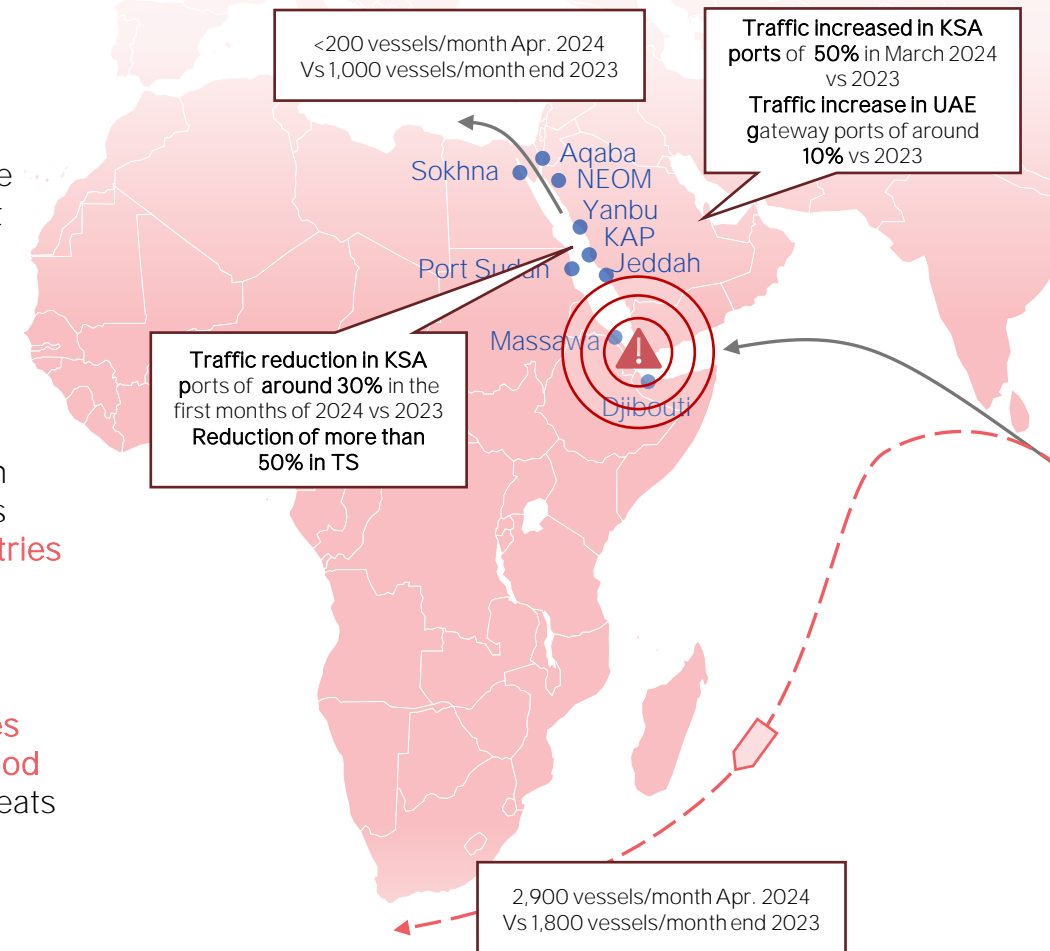 <200 vessels/month Apr. 2024
Vs 1,000 vessels/month end 2023
Traffic increased in KSA
ports of 50% in March 2024
vs 2023
Traffic increase in UAE
gateway ports of around
10% vs 2023
Sokhna
Aqaba
NEOM
Yanbu
KAP
Port Sudan
Jeddah
Massawa
Djibouti
Traffic reduction in KSA
ports of around 30% in the
first months of 2024 vs 2023
Reduction of more than
50% in TS
tries
es
od
eats
2,900 vessels/month Apr. 2024
Vs 1,800 vessels/month end 2023